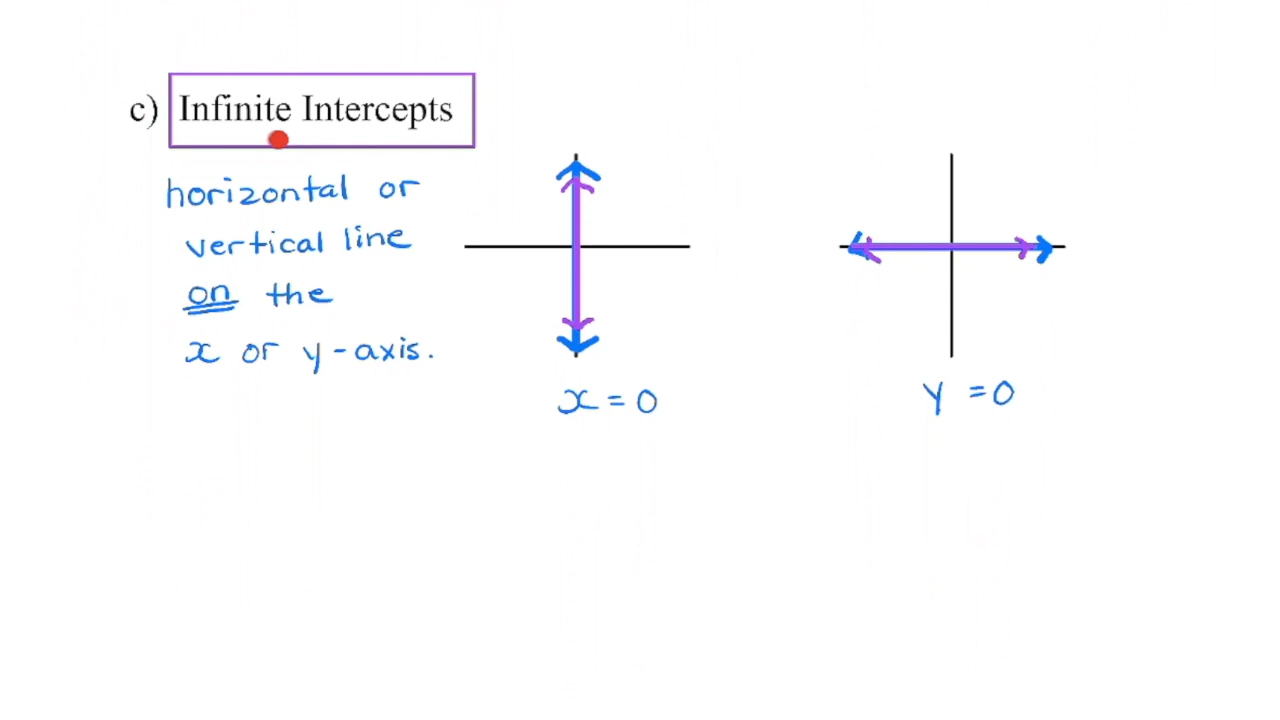 c) Infinite Intercepts
horizontal or
vertical line
on the
x or y-axis.
x = 0
y = 0